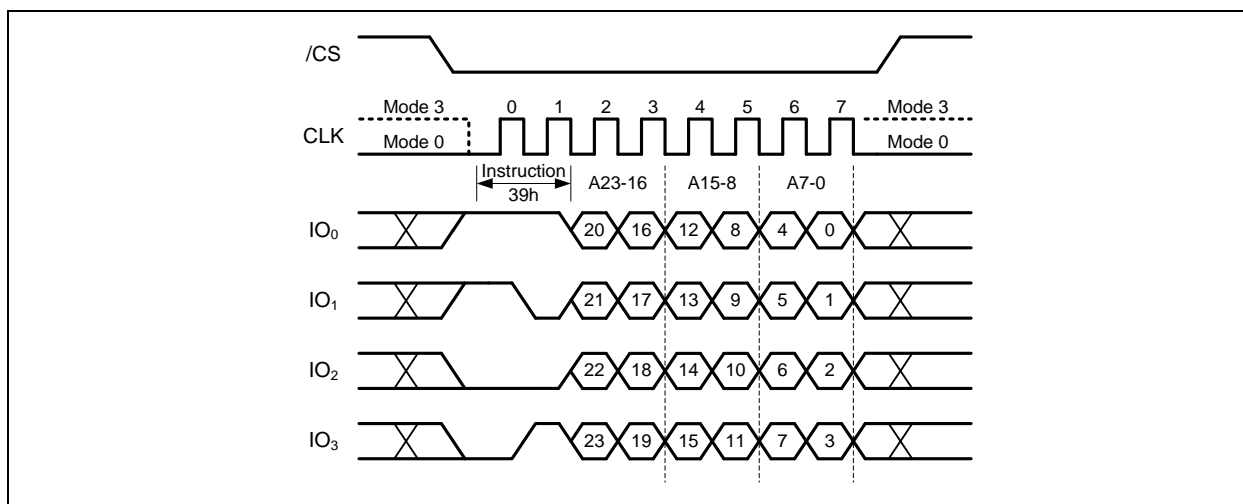 /CS
Mode 3 0 1 2 3 4 5 6 7 Mode 3
CLK
Mode 0 Mode 0
Instruction
39h
A23-16 A15-8 A7-0
IO₀ 20 16 12 8 4 0
IO₁ 21 17 13 9 5 1
IO₂ 22 18 14 10 6 2
IO₃ 23 19 15 11 7 3